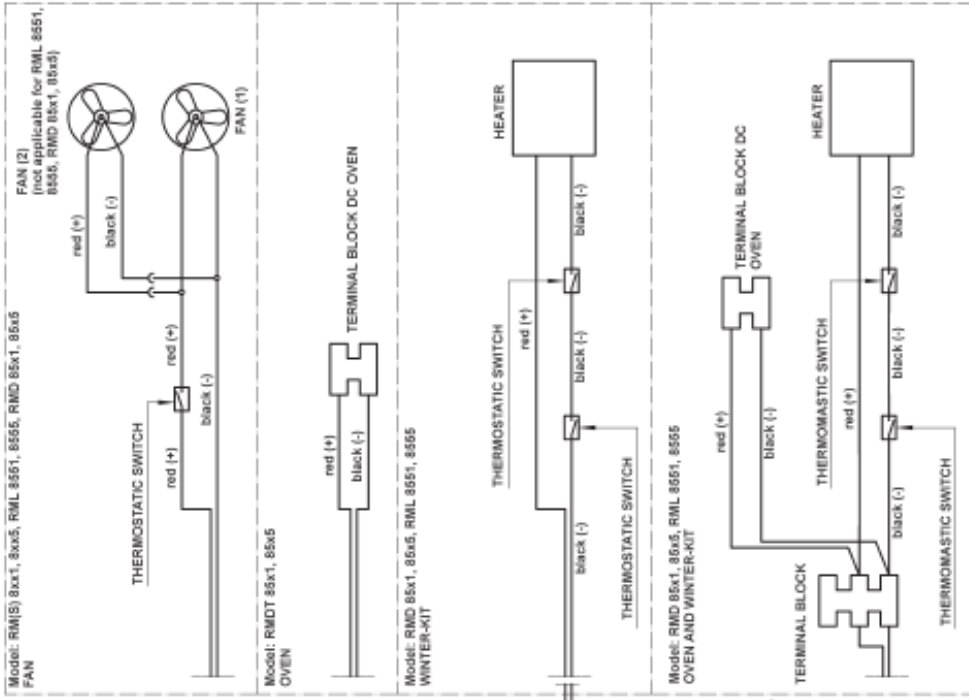 Model: RM(S) 8xx1, 8xx5, RML 8551, 8555, RMD 85x1, 85x5
FAN
THERMOSTATIC SWITCH
red (+)
black (-)
red (+)
red (+)
black (-)
FAN (2)
(not applicable for RML 8551,
8555, RMD 85x1, 85x5)
FAN (1)
Model: RMDT 85x1, 85x5
OVEN
red (+)
black (-)
TERMINAL BLOCK DC OVEN
Model: RMD 85x1, 85x5, RML 8551, 8555
WINTER-KIT
THERMOSTATIC SWITCH
red (+)
HEATER
black (-)
black (-)
black (-)
THERMOSTATIC SWITCH
Model: RMD 85x1, 85x5, RML 8551, 8555
OVEN AND WINTER-KIT
red (+)
black (-)
TERMINAL BLOCK DC
OVEN
TERMINAL BLOCK
THERMOMASTIC SWITCH
red (+)
HEATER
black (-)
black (-)
black (-)
THERMOMASTIC SWITCH